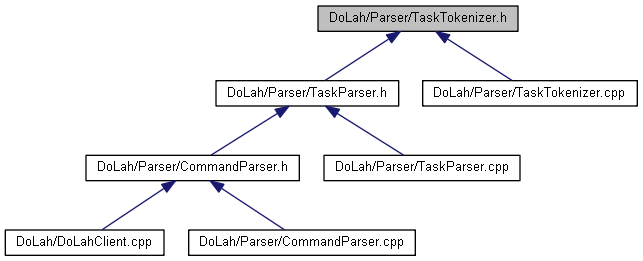 DoLah/Parser/TaskTokenizer.h
DoLah/Parser/TaskParser.h
DoLah/Parser/TaskTokenizer.cpp
DoLah/Parser/CommandParser.h
DoLah/Parser/TaskParser.cpp
DoLah/DoLahClient.cpp
DoLah/Parser/CommandParser.cpp